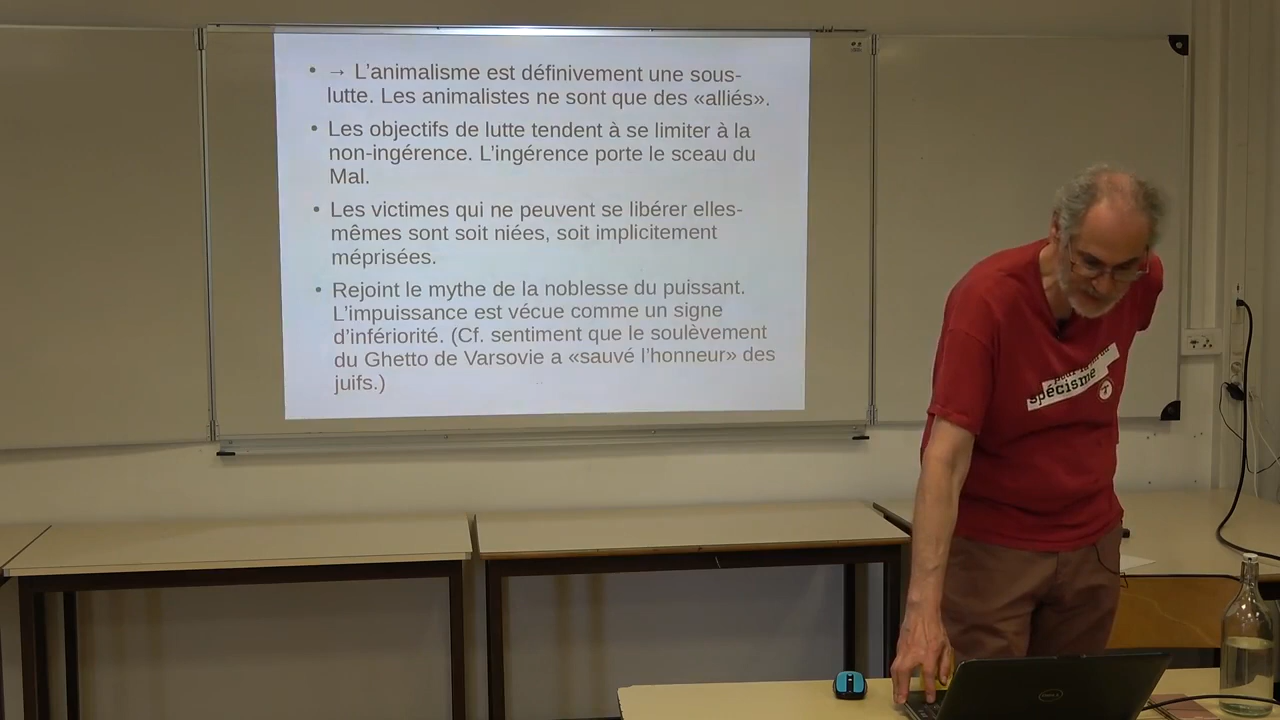 • → L’animalisme est définivement une sous-
lutte. Les animalistes ne sont que des «alliés».
• Les objectifs de lutte tendent à se limiter à la
non-ingérence. L’ingérence porte le sceau du
Mal.
• Les victimes qui ne peuvent se libérer elles-
mêmes sont soit niées, soit implicitement
méprisées.
• Rejoint le mythe de la noblesse du puissant.
L’impuissance est vécue comme un signe
d’infériorité. (Cf. sentiment que le soulèvement
du Ghetto de Varsovie a «sauvé l’honneur» des
juifs.)
spécisme
DELL